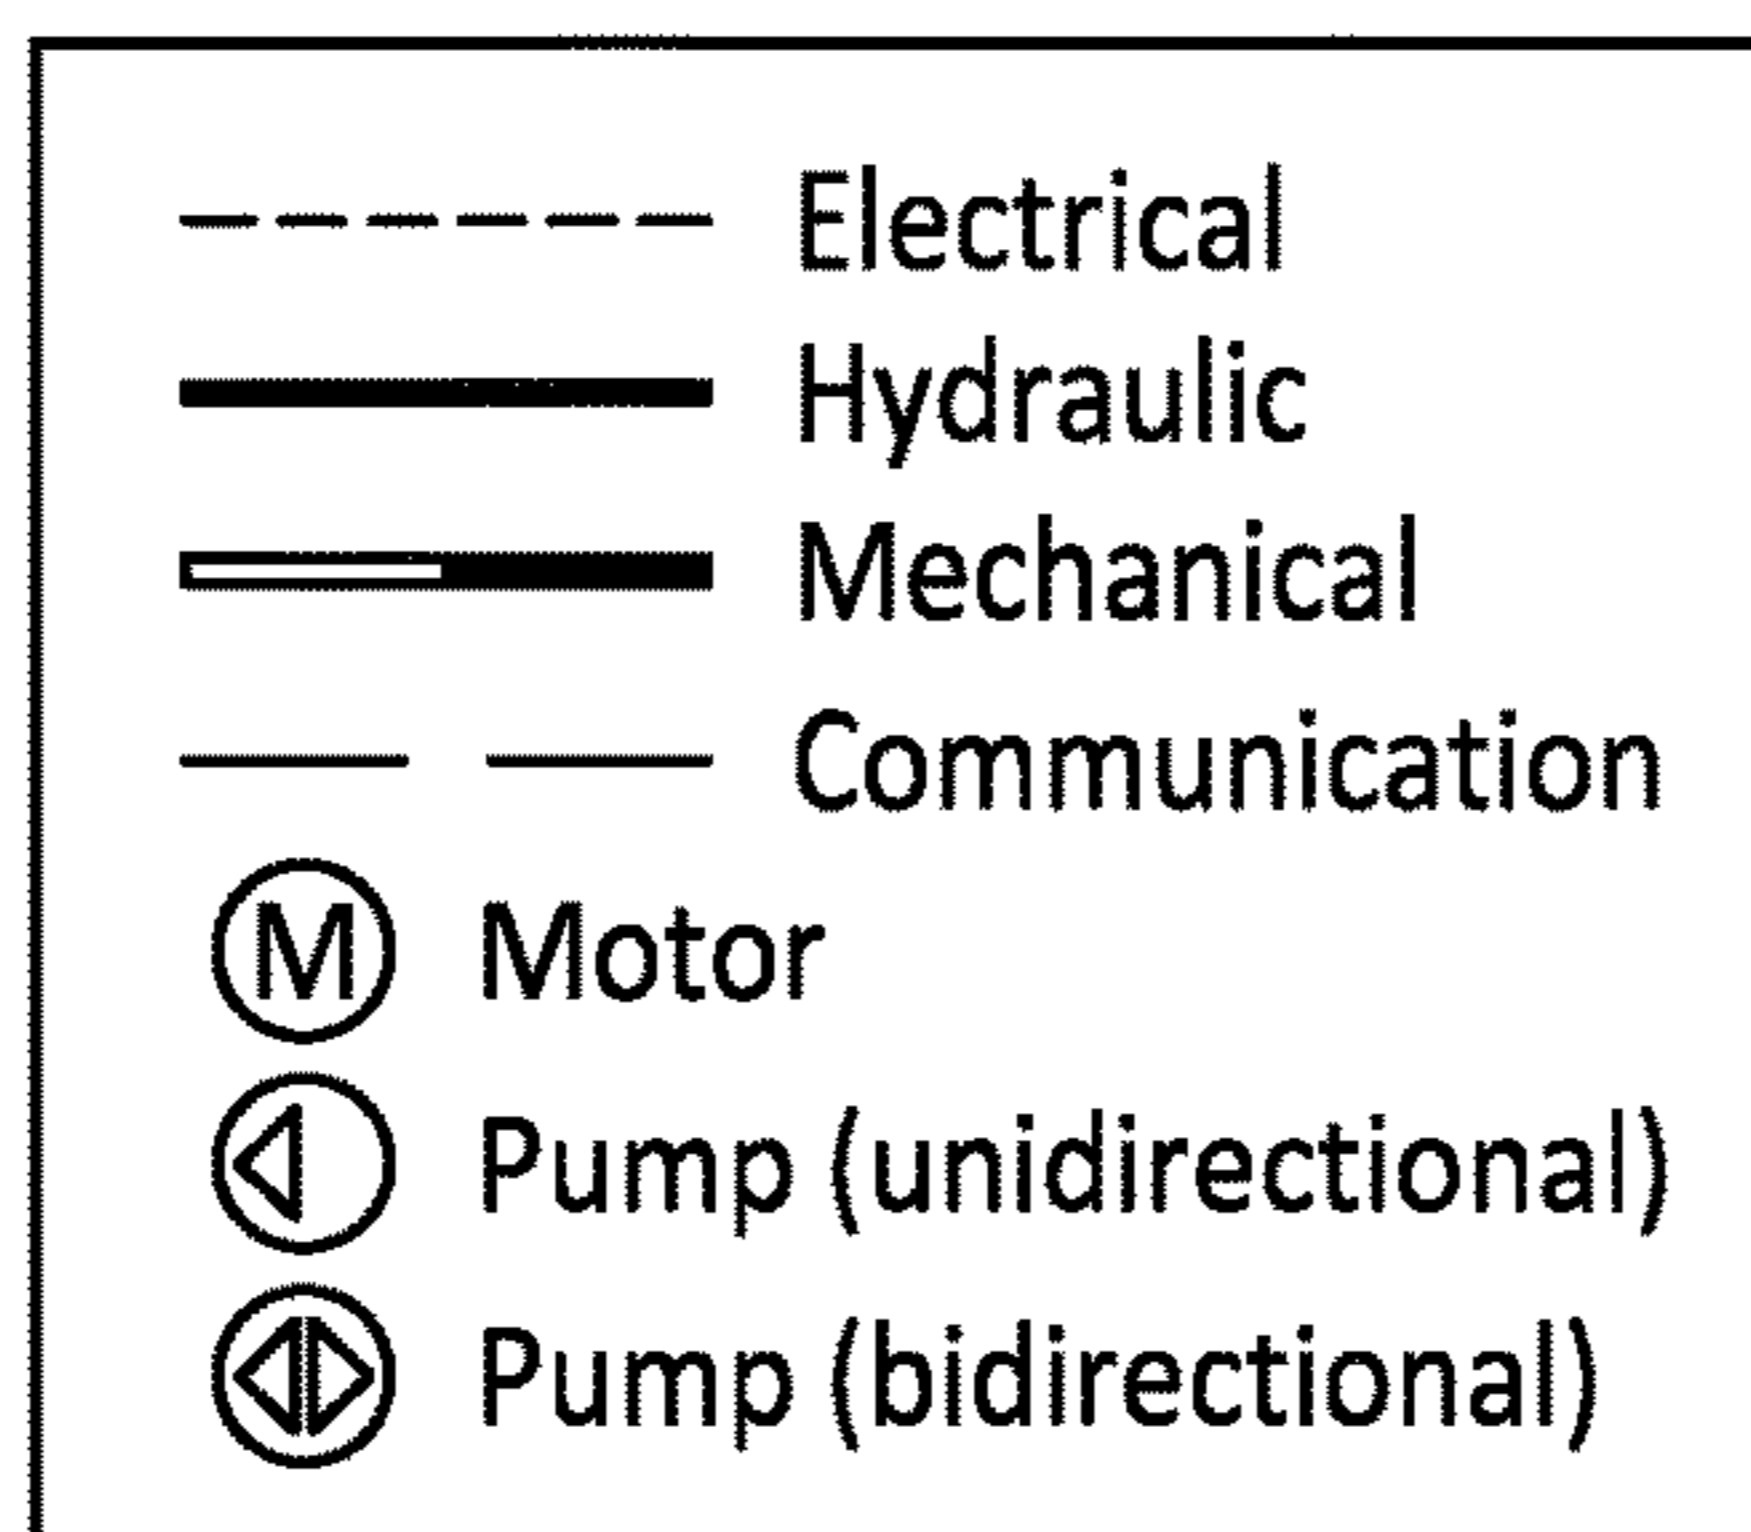 Electrical
Hydraulic
Mechanical
Communication
M Motor
Pump (unidirectional)
Pump (bidirectional)